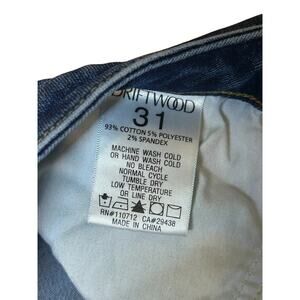 DRIFTWOOD
31
93% COTTON 5% POLYESTER
2% SPANDEX
MACHINE WASH COLD
OR HAND WASH COLD
NO BLEACH
NORMAL CYCLE
TUMBLE DRY
LOW TEMPERATURE
OR LINE DRY
RN#110712 CA#29438
MADE IN CHINA